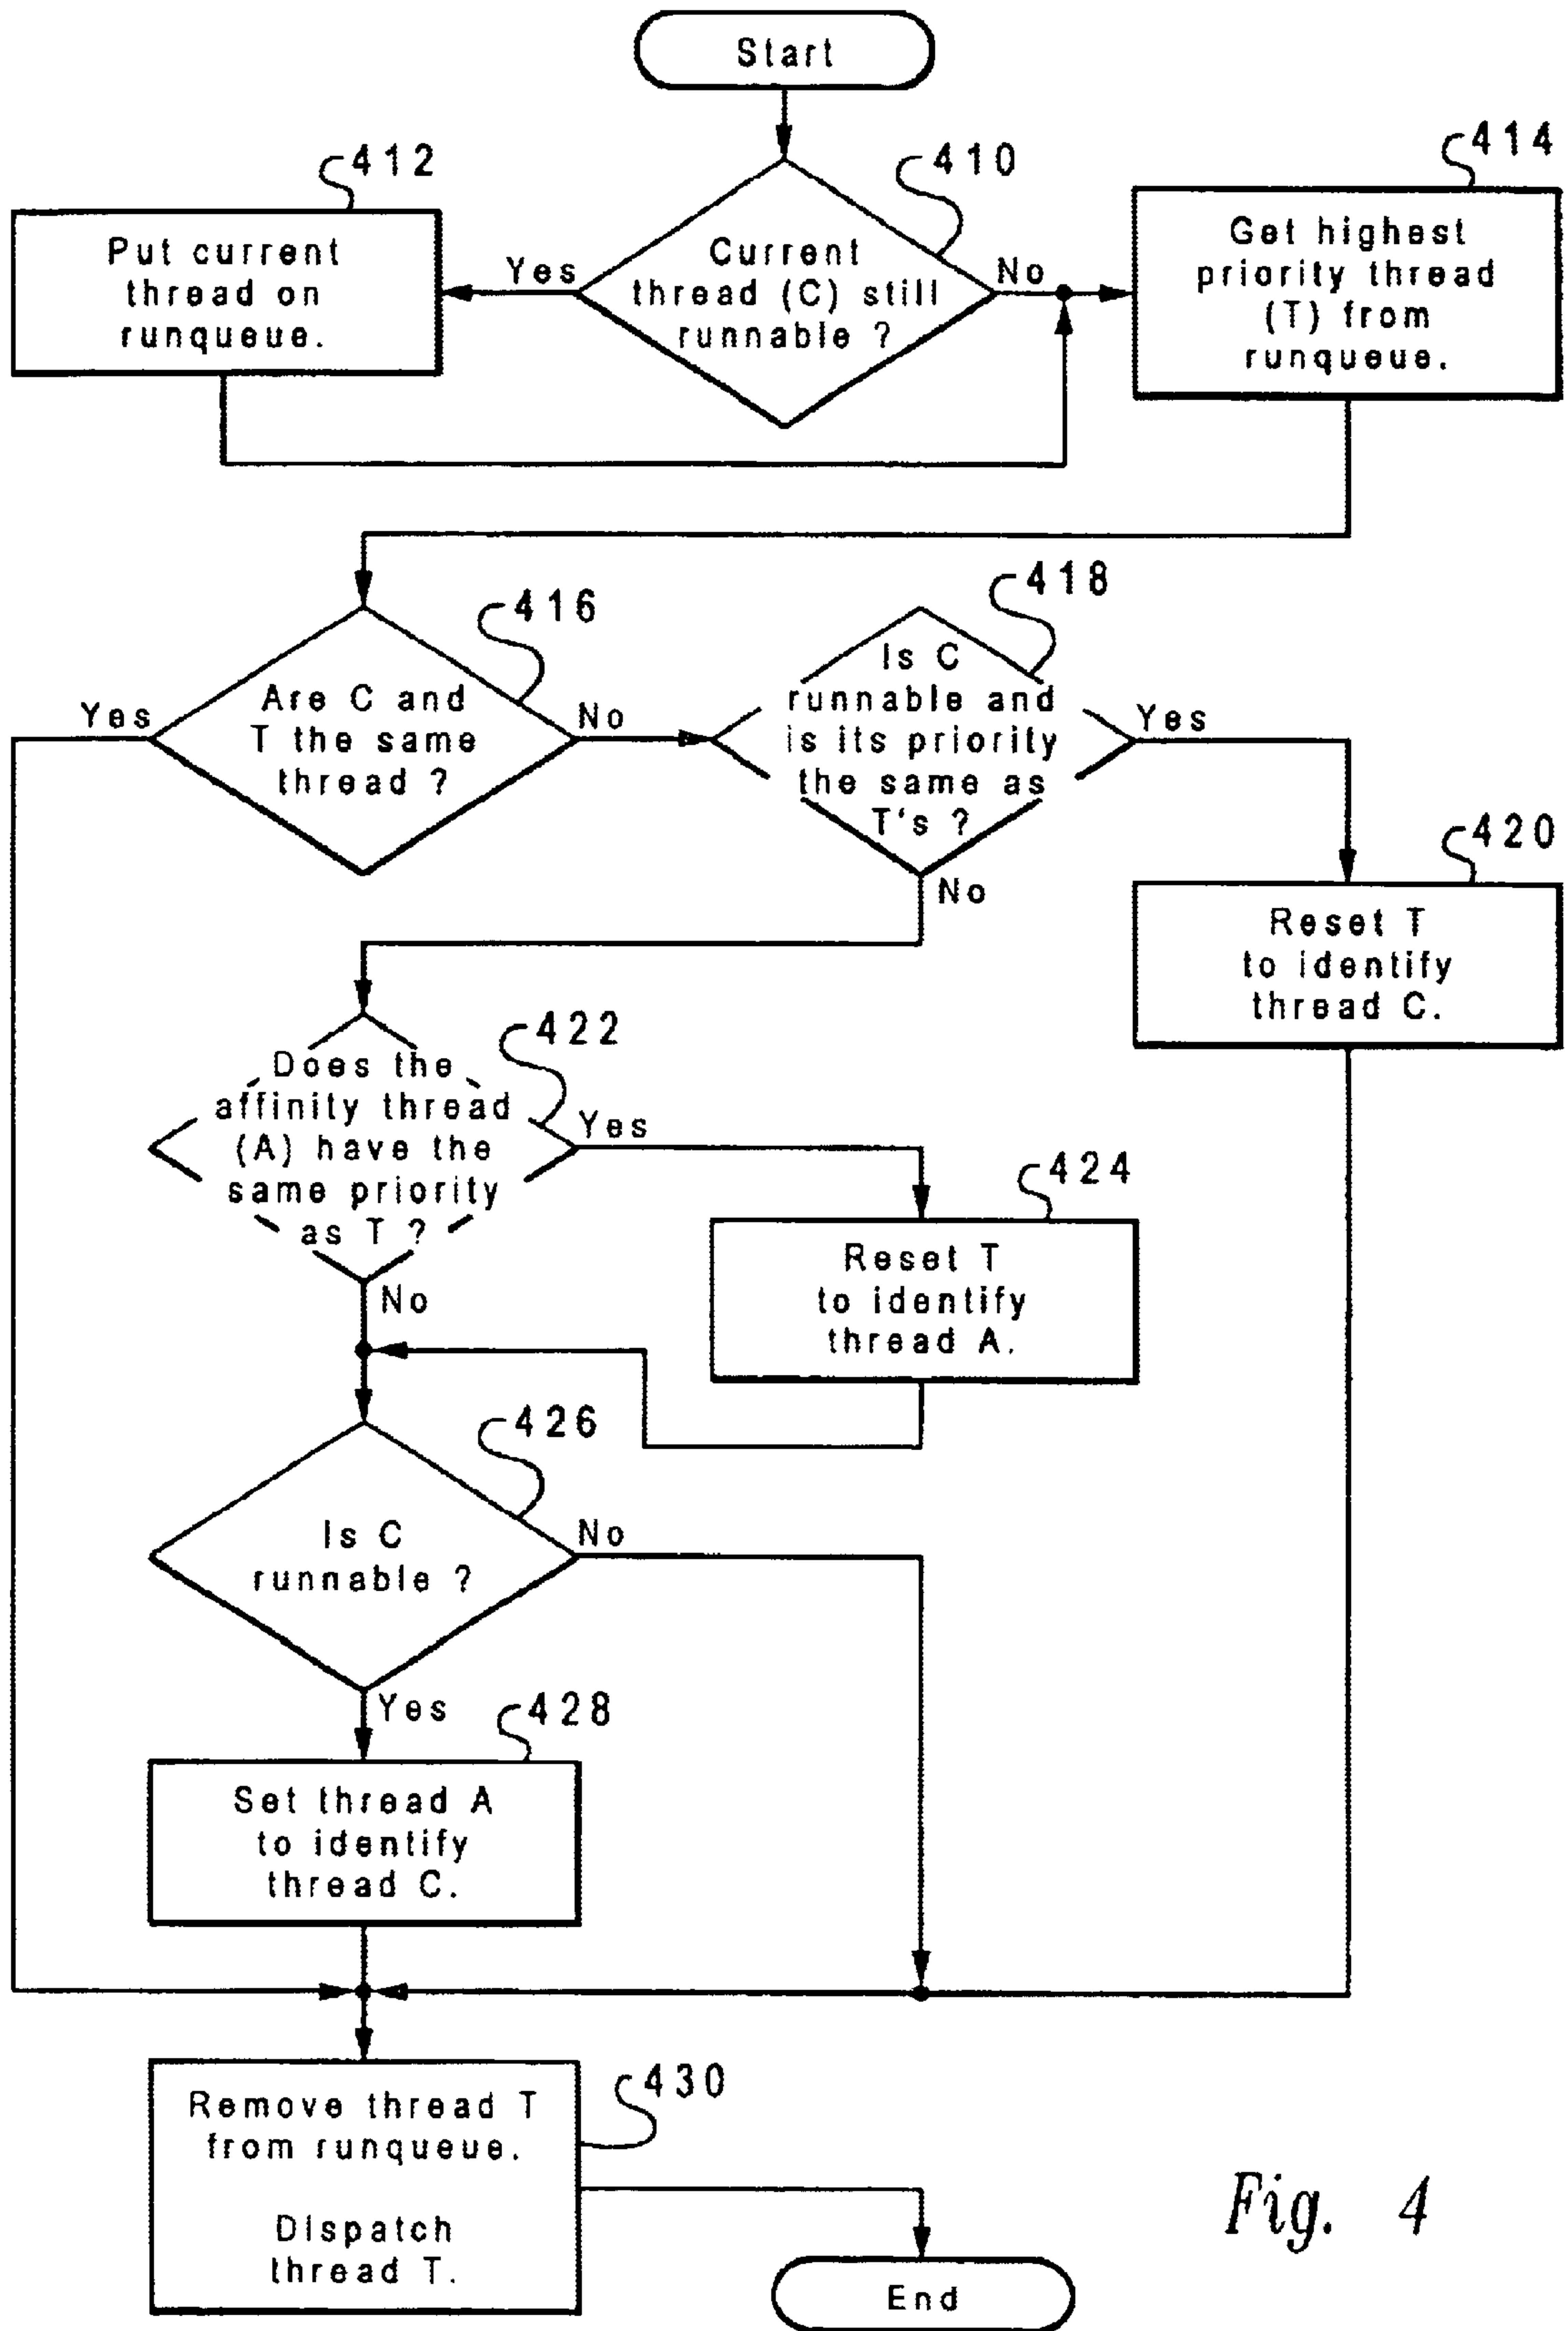 Start
412
410
414
Put current
thread on
runqueue.
Yes
Current
thread (C) still
runnable ?
No
Get highest
priority thread
(T) from
runqueue.
416
418
Yes
Are C and
T the same
thread ?
No
Is C
runnable and
is its priority
the same as
T's ?
Yes
No
420
Reset T
to identify
thread C.
422
Does the
affinity thread
(A) have the
same priority
as T ?
Yes
No
424
Reset T
to identify
thread A.
426
Is C
runnable ?
No
Yes
428
Set thread A
to identify
thread C.
430
Remove thread T
from runqueue.
Dispatch
thread T.
End
Fig. 4